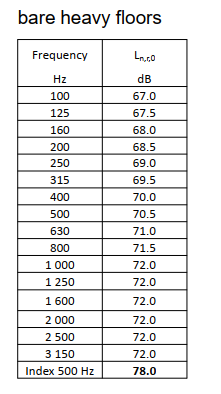 bare heavy floors
Frequency Ln,r,0
Hz dB
100 67.0
125 67.5
160 68.0
200 68.5
250 69.0
315 69.5
400 70.0
500 70.5
630 71.0
800 71.5
1 000 72.0
1 250 72.0
1 600 72.0
2 000 72.0
2 500 72.0
3 150 72.0
Index 500 Hz 78.0